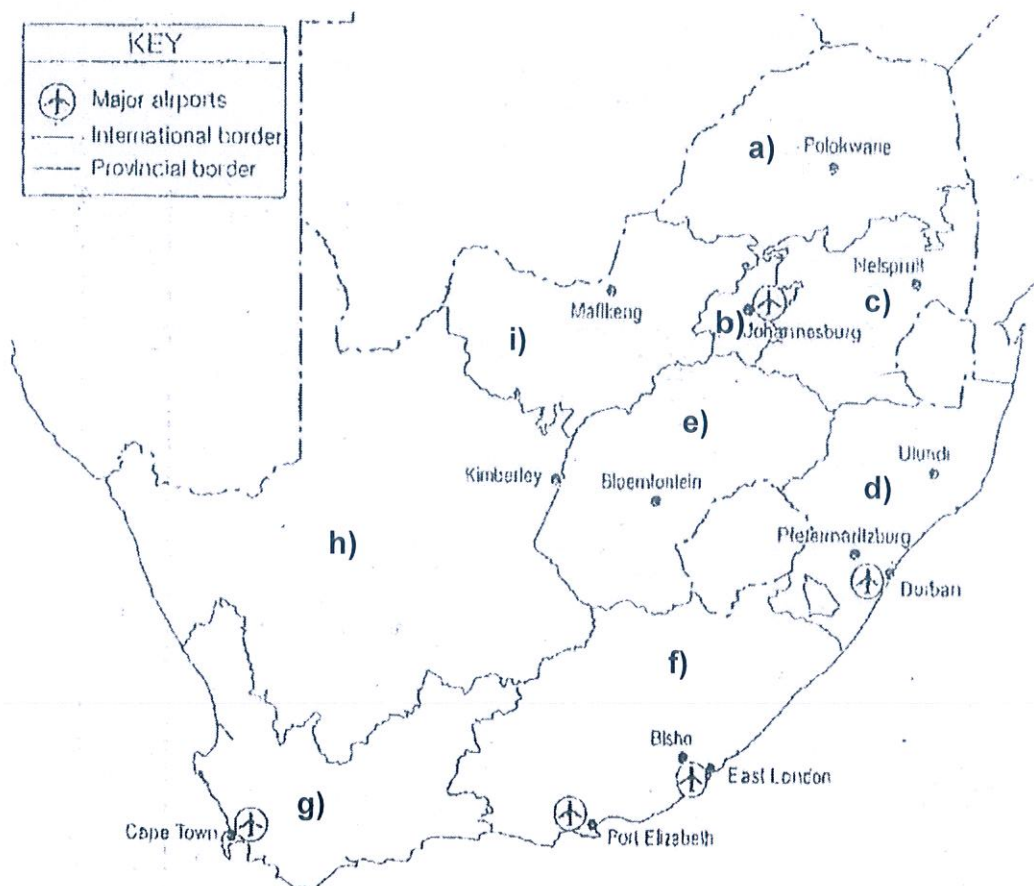 KEY
Major airports
International border
Provincial border
a)
Polokwane
Nelspruit
c)
Mafikeng
b)
Johannesburg
i)
e)
Ulundi
Kimberley
Bloemfontein
d)
h)
Pietermaritzburg
Durban
f)
Bisho
East London
g)
Cape Town
Port Elizabeth